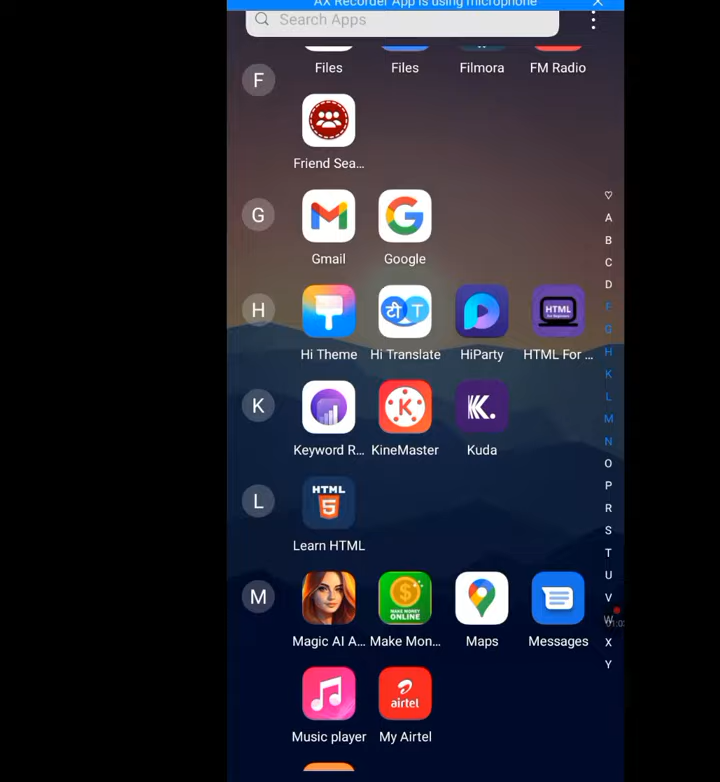 AX Recorder App is using microphone
Search Apps
F
Files
Files
Filmora
FM Radio
Friend Sea...
G
Gmail
Google
H
टी T
HTML
Hi Theme
Hi Translate
HiParty
HTML For ...
K
K
K.
Keyword R...
KineMaster
Kuda
L
HTML
5
Learn HTML
M
MAKE MONEY
ONLINE
Magic AI A...
Make Mon...
Maps
Messages
airtel
Music player
My Airtel
A
B
C
D
F
G
H
K
L
M
N
O
P
R
S
T
U
V
W
X
Y